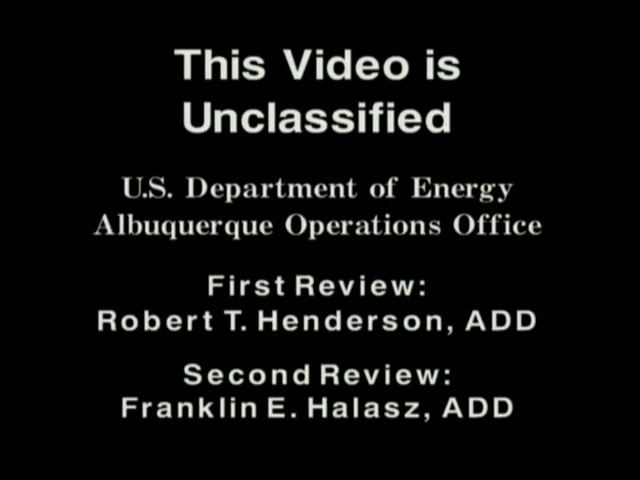 This Video is
Unclassified
U.S. Department of Energy
Albuquerque Operations Office
First Review:
Robert T. Henderson, ADD
Second Review:
Franklin E. Halasz, ADD